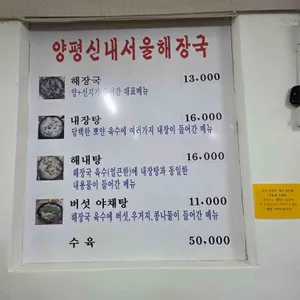 양평신내서울해장국
해장국 13,000
양+선지가 들어간 대표메뉴
내장탕 16,000
담백한 뽀얀 육수에 여러가지 내장이 들어간 메뉴
해내탕 16,000
해장국 육수(얼큰한)에 내장탕과 동일한
내용물이 들어간 메뉴
버섯 야채탕 11,000
해장국 육수에 버섯,우거지,콩나물이 들어간 메뉴
수육 50,000